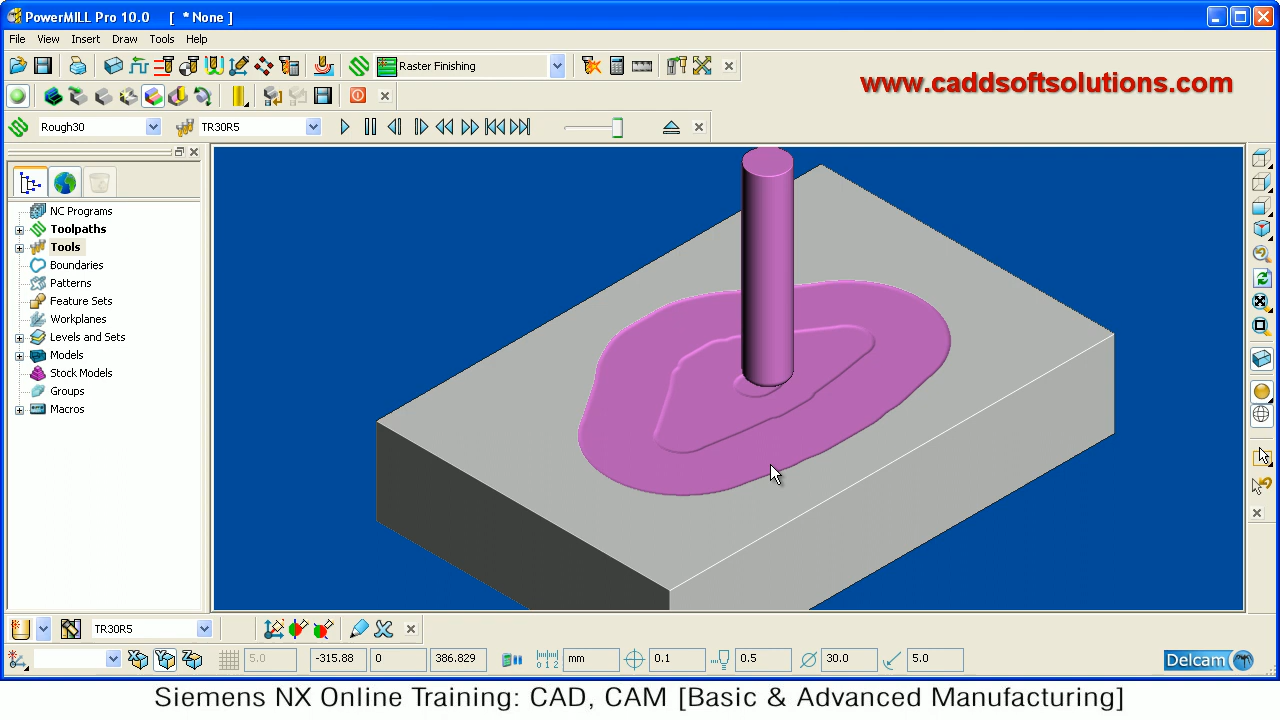 PowerMILL Pro 10.0    [ * None ]
File View Insert Draw Tools Help
Raster Finishing
www.caddsoftsolutions.com
Rough30 TR30R5
NC Programs
Toolpaths
Tools
Boundaries
Patterns
Feature Sets
Workplanes
Levels and Sets
Models
Stock Models
Groups
Macros
TR30R5
5.0 -315.88 0 386.829 mm 0.1 0.5 30.0 5.0
Delcam
Siemens NX Online Training: CAD, CAM [Basic & Advanced Manufacturing]